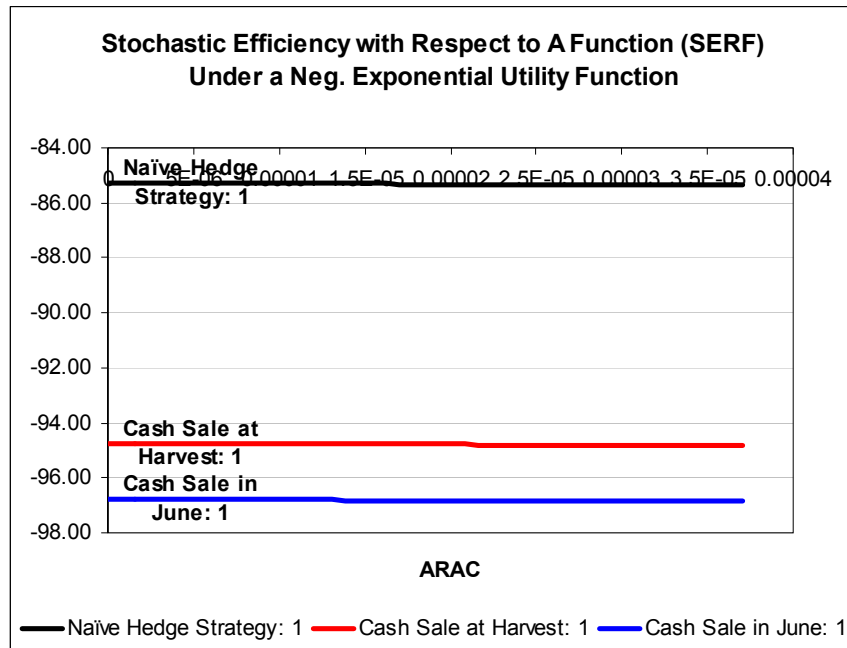 Stochastic Efficiency with Respect to A Function (SERF)
Under a Neg. Exponential Utility Function
-84.00
Naïve Hedge
0 5E-06 0.00001 1.5E-05 0.00002 2.5E-05 0.00003 3.5E-05 0.00004
Strategy: 1
-86.00
-88.00
-90.00
-92.00
-94.00
Cash Sale at
Harvest: 1
-96.00
Cash Sale in
June: 1
-98.00
ARAC
Naïve Hedge Strategy: 1 Cash Sale at Harvest: 1 Cash Sale in June: 1